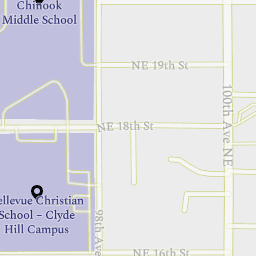 Chinook
Middle School
NE 19th St
100th Ave NE
NE 18th St
ellevue Christian
School – Clyde
Hill Campus
98th Ave
NE 16th St